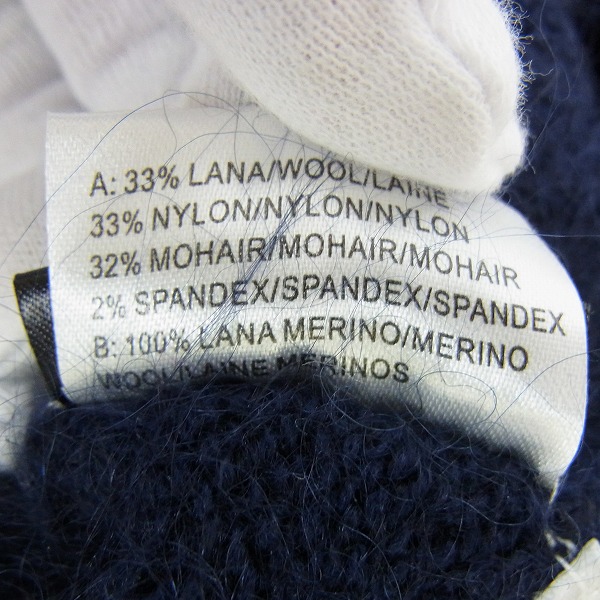 A: 33% LANA/WOOL/LAINE
33% NYLON/NYLON/NYLON
32% MOHAIR/MOHAIR/MOHAIR
2% SPANDEX/SPANDEX/SPANDEX
B: 100% LANA MERINO/MERINO
WOOL/LAINE MERINOS